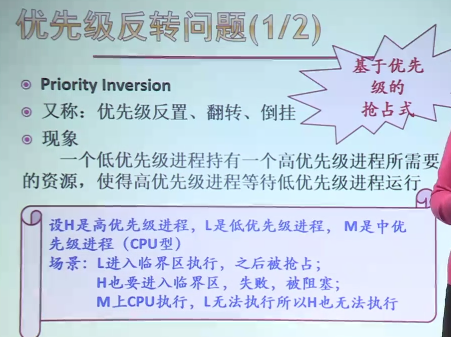 优先级反转问题(1/2)
基于优先
级的
抢占式
Priority Inversion
又称：优先级反置、翻转、倒挂
现象
一个低优先级进程持有一个高优先级进程所需要
的资源，使得高优先级进程等待低优先级进程运行
设H是高优先级进程，L是低优先级进程，M是中优
先级进程（CPU型）
场景：L进入临界区执行，之后被抢占；
H也要进入临界区，失败，被阻塞；
M上CPU执行，L无法执行所以H也无法执行